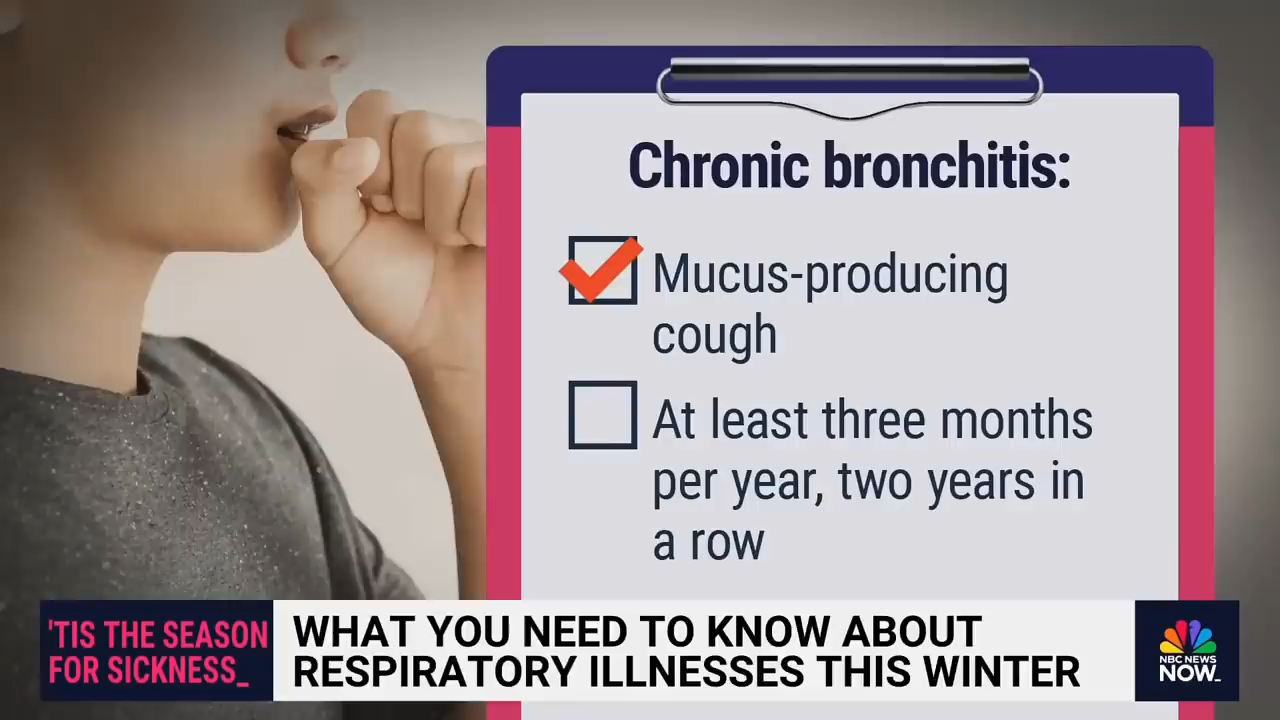 Chronic bronchitis:
Mucus-producing
cough
At least three months
per year, two years in
a row
'TIS THE SEASON
FOR SICKNESS_
WHAT YOU NEED TO KNOW ABOUT
RESPIRATORY ILLNESSES THIS WINTER
NBC NEWS
NOW_